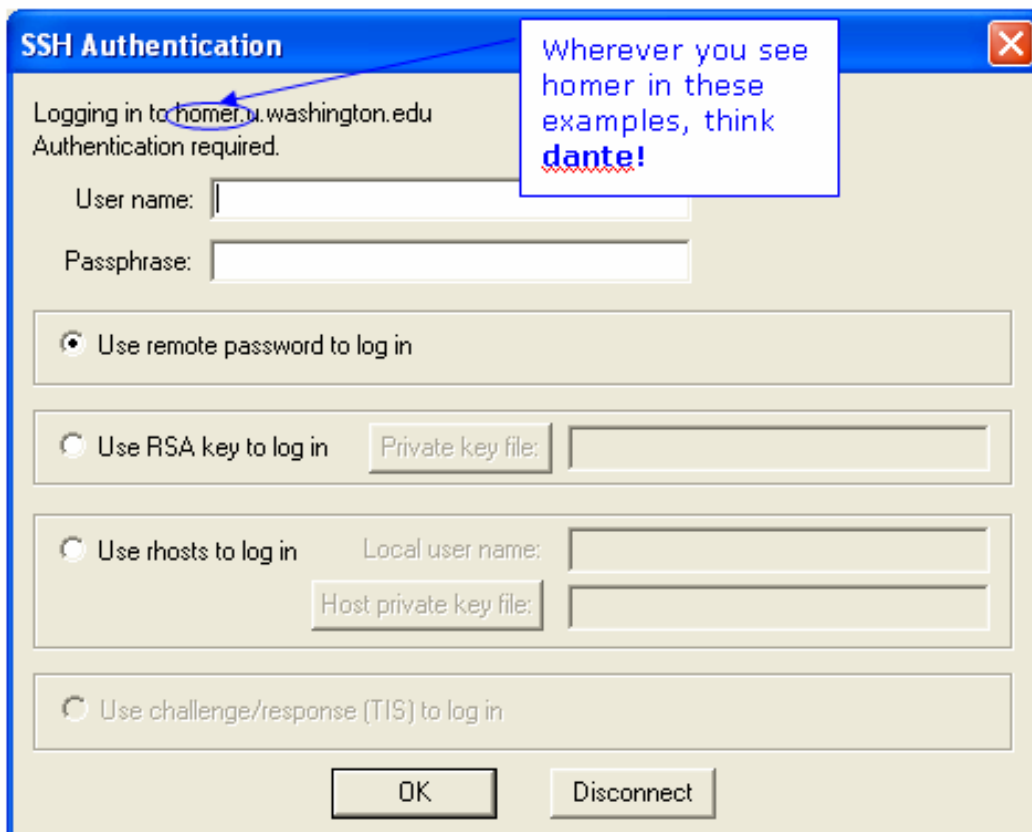 SSH Authentication
Wherever you see
homer in these
examples, think
dante!
Logging in to homer.u.washington.edu
Authentication required.
User name:
Passphrase:
Use remote password to log in
Use RSA key to log in Private key file:
Use rhosts to log in Local user name:
Host private key file:
Use challenge/response (TIS) to log in
OK Disconnect